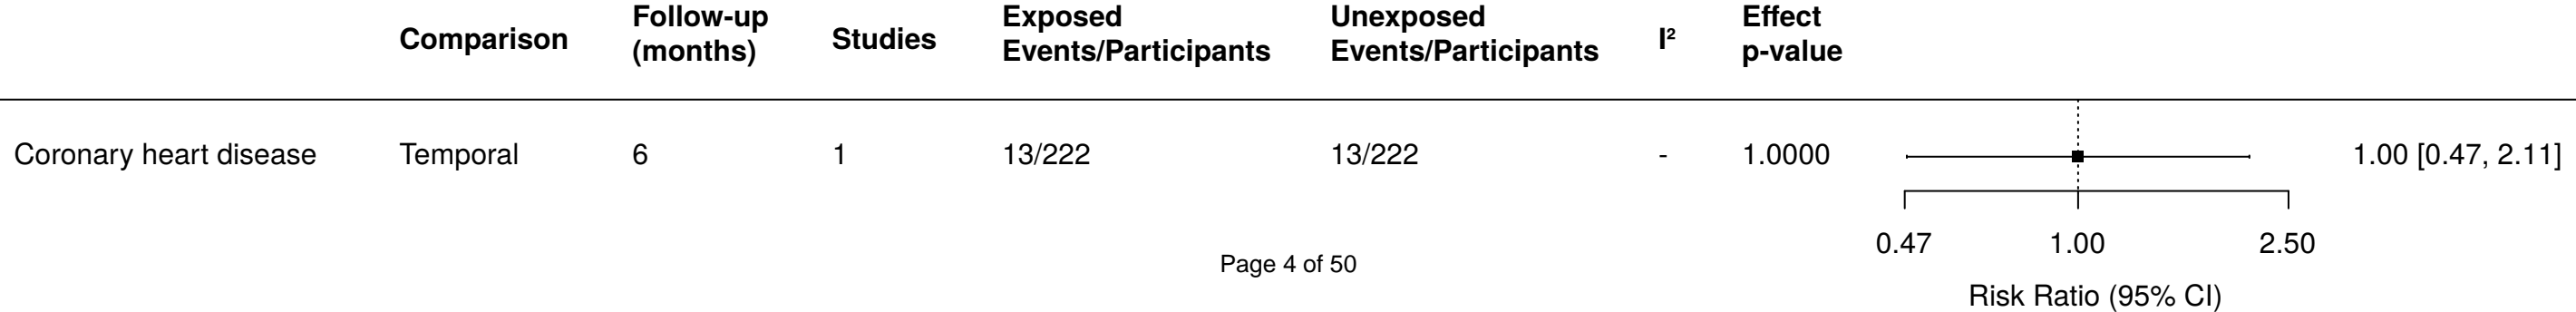 Comparison Follow-up (months) Studies Exposed Events/Participants Unexposed Events/Participants I² Effect p-value
Coronary heart disease Temporal 6 1 13/222 13/222 - 1.0000 1.00 [0.47, 2.11]
0.47 1.00 2.50
Page 4 of 50
Risk Ratio (95% CI)